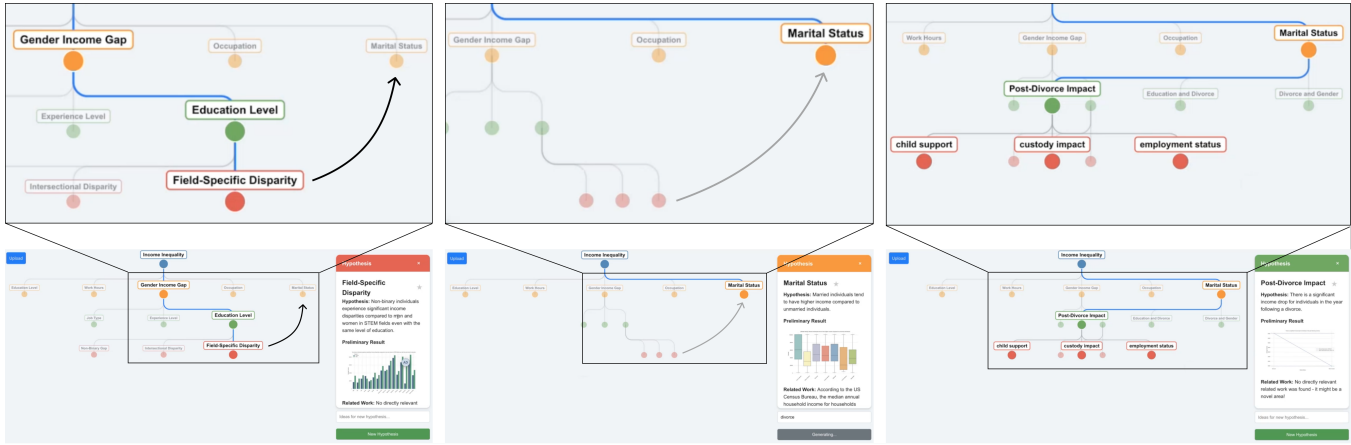 Gender Income Gap
Occupation
Marital Status
Experience Level
Education Level
Intersectional Disparity
Field-Specific Disparity
Gender Income Gap
Occupation
Marital Status
Work Hours
Gender Income Gap
Occupation
Marital Status
Post-Divorce Impact
Education and Divorce
Divorce and Gender
child support
custody impact
employment status
Upload
Income Inequality
Education Level
Work Hours
Gender Income Gap
Occupation
Marital Status
Job Type
Experience Level
Education Level
Non-Binary Gap
Intersectional Disparity
Field-Specific Disparity
Hypothesis
Field-Specific
Disparity
Hypothesis: Non-binary individuals
experience significant income
disparities compared to men and
women in STEM fields even with the
same level of education.
Preliminary Result
Related Work: No directly relevant
Ideas for new hypothesis
New Hypothesis
Upload
Income Inequality
Education Level
Work Hours
Gender Income Gap
Occupation
Marital Status
Hypothesis
Marital Status
Hypothesis: Married individuals tend
to have higher income compared to
unmarried individuals.
Preliminary Result
Related Work: According to the US
Census Bureau, the median annual
household income for households
divorce
Generating...
Upload
Income Inequality
Education Level
Work Hours
Gender Income Gap
Occupation
Marital Status
Post-Divorce Impact
Education and Divorce
Divorce and Gender
child support
custody impact
employment status
Hypothesis
Post-Divorce Impact
Hypothesis: There is a significant
income drop for individuals in the year
following a divorce.
Preliminary Result
Related Work: No directly relevant
related work was found - it might be a
novel area!
Ideas for new hypothesis
New Hypothesis